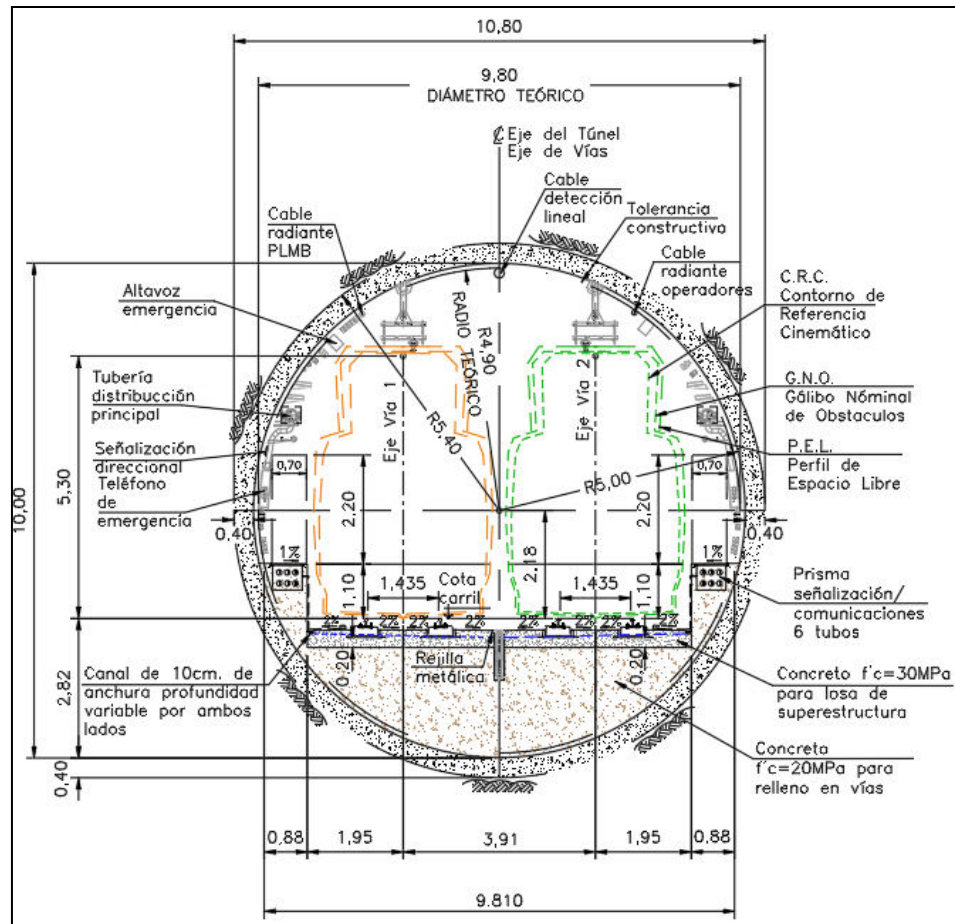 10,80
9,80
DIÁMETRO TEÓRICO
Eje del Túnel
Eje de Vías
Cable
detección
lineal
Cable
radiante
PLMB
Tolerancia
constructiva
Cable
radiante
operadores
Altavoz
emergencia
C.R.C.
Contorno de
Referencia
Cinemático
RADIO TEÓRICO
R4,90
Tubería
distribución
principal
Eje Vía 1
Eje Vía 2
G.N.O.
Gálibo Nóminal
de Obstaculos
R5,40
Señalización
direccional
Teléfono
de
emergencia
P.E.L.
Perfil de
Espacio Libre
0,70
0,70
R5,00
10,00
5,30
2,20
2,20
0,40
0,40
2,18
1%
1%
1,10
1,435
Cota
carril
1,435
1,10
Prisma
señalización/
comunicaciones
6 tubos
2% 2% 2% 2% 2% 2% 2% 2%
Rejilla
metálica
0,20
0,20
Canal de 10cm. de
anchura profundidad
variable por ambos
lados
2,82
Concreto f'c=30MPa
para losa de
superestructura
Concreta
f'c=20MPa para
relleno en vías
0,40
0,88
1,95
3,91
1,95
0,88
9.810